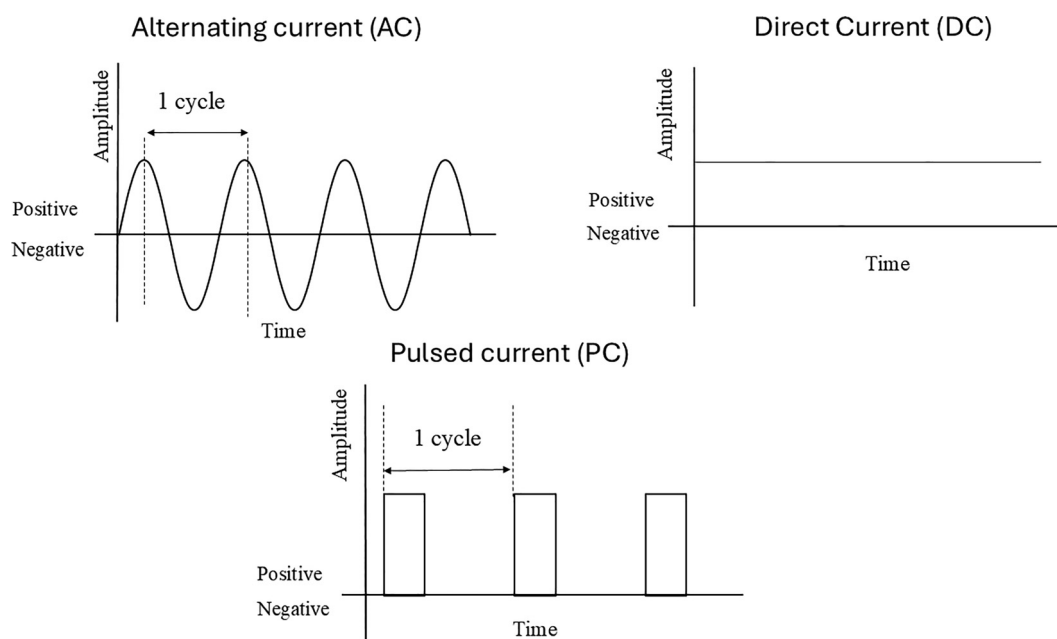 Alternating current (AC)
Amplitude
1 cycle
Positive
Negative
Time
Direct Current (DC)
Amplitude
Positive
Negative
Time
Pulsed current (PC)
Amplitude
1 cycle
Positive
Negative
Time